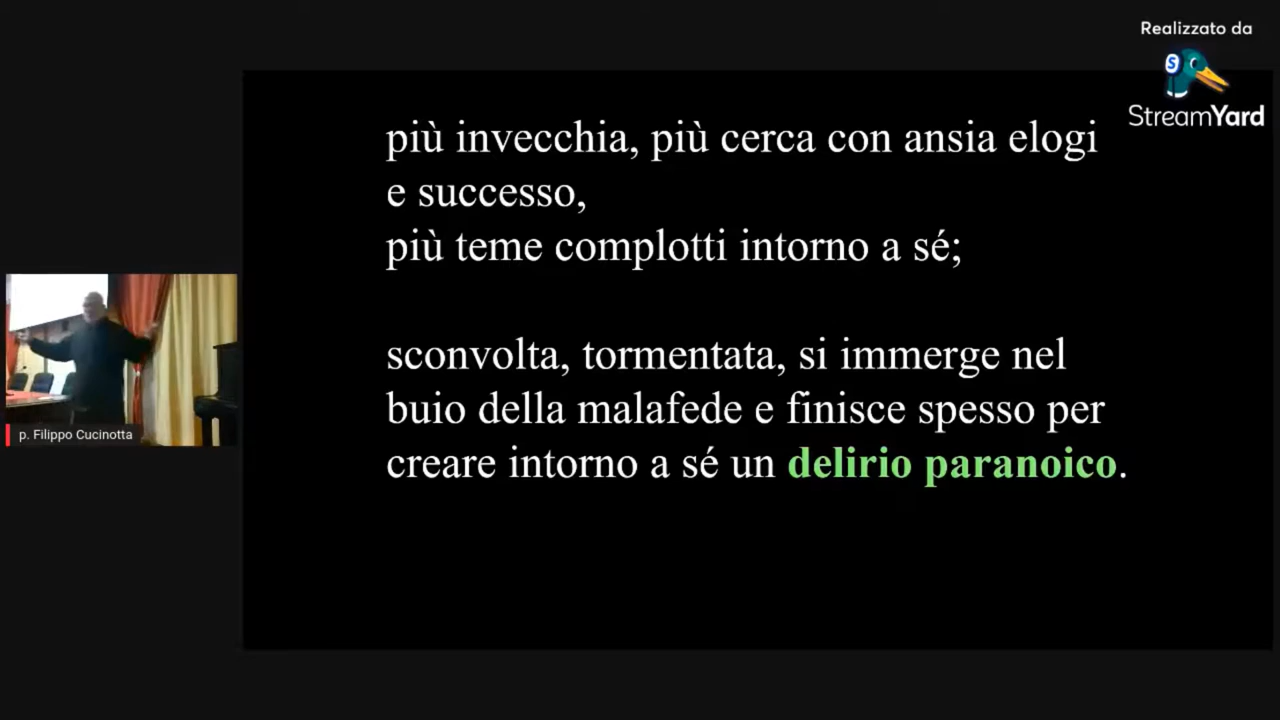 Realizzato da
StreamYard
più invecchia, più cerca con ansia elogi
e successo,
più teme complotti intorno a sé;
sconvolta, tormentata, si immerge nel
buio della malafede e finisce spesso per
creare intorno a sé un delirio paranoico.
p. Filippo Cucinotta